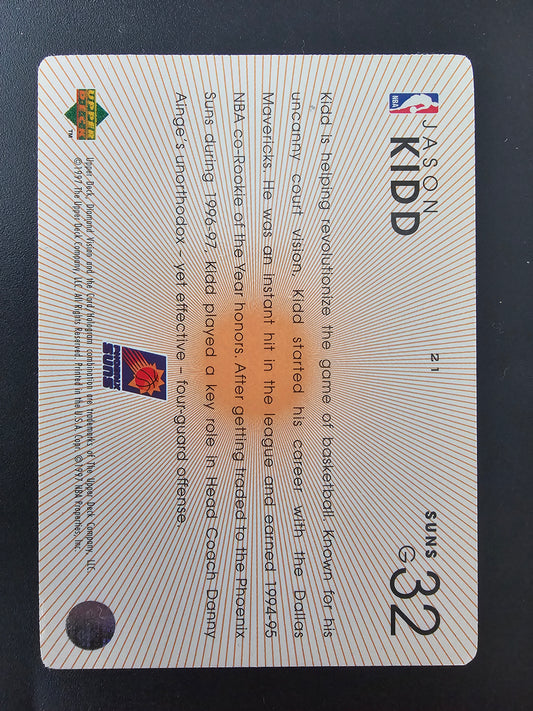 NBA
JASON
KIDD
21
SUNS
G 32
Kidd is helping revolutionize the game of basketball. Known for his
uncanny court vision, Kidd started his career with the Dallas
Mavericks. He was an instant hit in the league and earned 1994-95
NBA co-Rookie of the Year honors. After getting traded to the Phoenix
Suns during 1996-97, Kidd played a key role in Head Coach Danny
Ainge's unorthodox – yet effective – four-guard offense.
PHOENIX
SUNS
UPPER
DECK
TM
Upper Deck, Diamond Vision and the Card/Hologram combination are trademarks of The Upper Deck Company, LLC.
©1997 The Upper Deck Company, LLC. All Rights Reserved. Printed in the U.S.A. Cops. ©1997 NBA Properties, Inc.